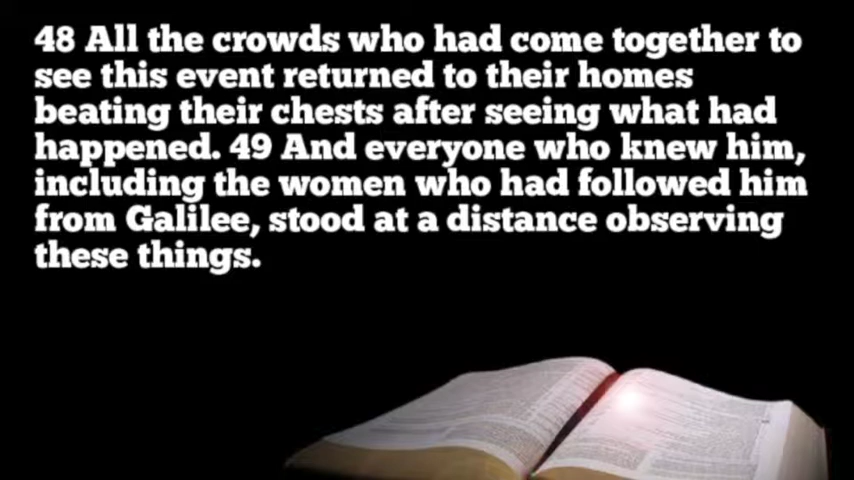 48 All the crowds who had come together to
see this event returned to their homes
beating their chests after seeing what had
happened. 49 And everyone who knew him,
including the women who had followed him
from Galilee, stood at a distance observing
these things.